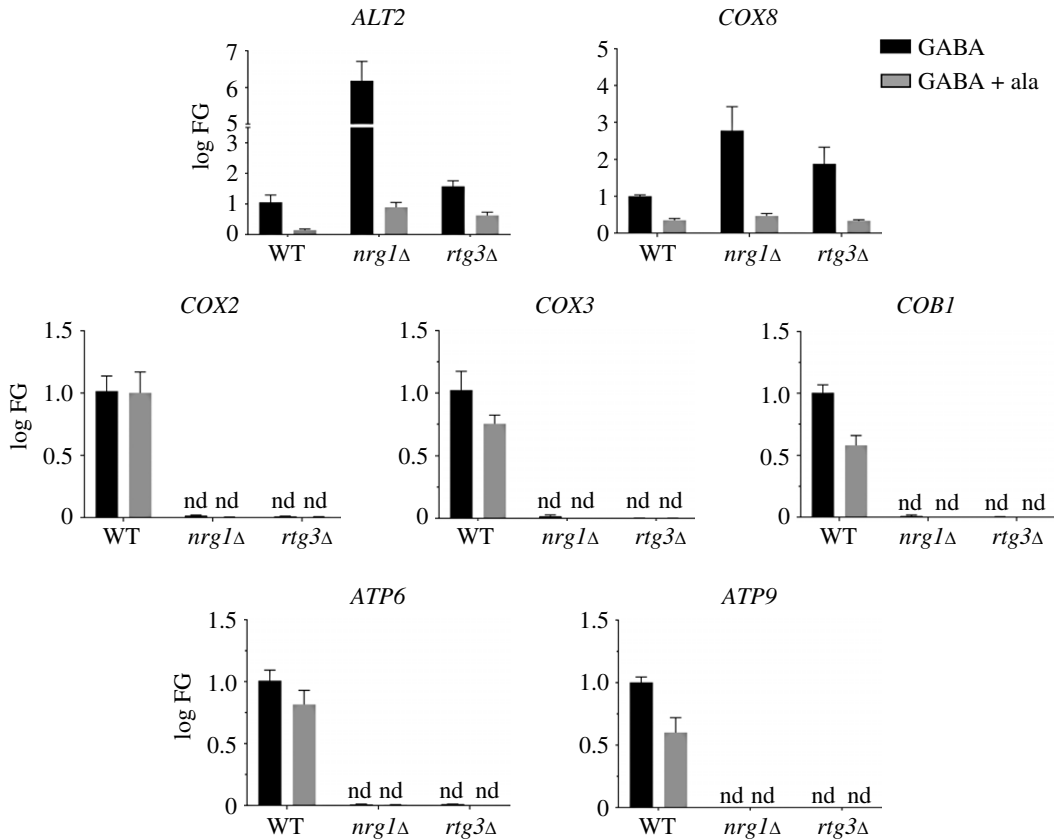 ALT2
COX8
GABA
GABA + ala
log FG
7
6
5
3
2
1
0
WT nrg1Δ rtg3Δ
5
4
3
2
1
0
WT nrg1Δ rtg3Δ
COX2
COX3
COB1
log FG
1.5
1.0
0.5
0
nd nd nd nd
WT nrg1Δ rtg3Δ
1.5
1.0
0.5
0
nd nd nd nd
WT nrg1Δ rtg3Δ
1.5
1.0
0.5
0
nd nd nd nd
WT nrg1Δ rtg3Δ
ATP6
ATP9
log FG
1.5
1.0
0.5
0
nd nd nd nd
WT nrg1Δ rtg3Δ
1.5
1.0
0.5
0
nd nd nd nd
WT nrg1Δ rtg3Δ